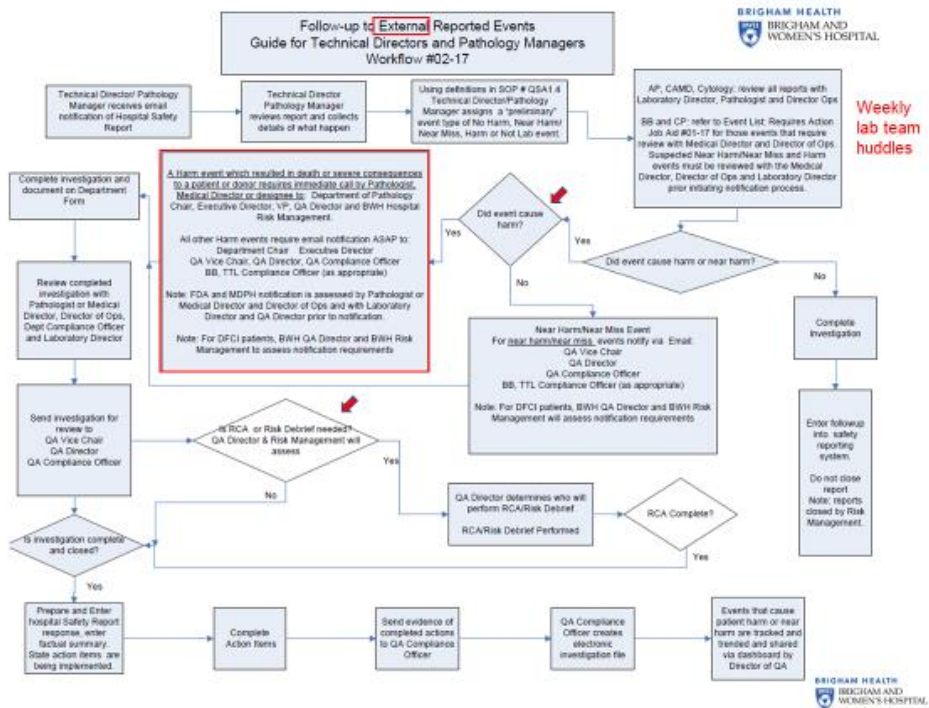 BRIGHAM HEALTH
BRIGHAM AND
WOMEN'S HOSPITAL
Follow-up to External Reported Events
Guide for Technical Directors and Pathology Managers
Workflow #02-17
Technical Director/ Pathology
Manager receives email
notification of Hospital Safety
Report
Technical Director
Pathology Manager
reviews report and collects
details of what happen
Using definitions in SOP # QSA1.4
Technical Director/Pathology
Manager assigns a "preliminary"
event type of No Harm, Near Harm/
Near Miss, Harm or Not Lab event
AP, CAMD, Cytology: review all reports with
Laboratory Director, Pathologist and Director Ops
BB and CP: refer to Event List: Requires Action
Job Aid #01-17 for those events that require
review with Medical Director and Director of Ops.
Suspected Near Harm/Near Miss and Harm
events must be reviewed with the Medical
Director, Director of Ops and Laboratory Director
prior initiating notification process.
Weekly
lab team
huddles
Did event cause harm or near harm?
Yes
No
Did event cause
harm?
Yes
No
A Harm event which resulted in death or severe consequences
to a patient or donor requires immediate call by Pathologist,
Medical Director or designee to: Department of Pathology
Chair, Executive Director, VP, QA Director and BWH Hospital
Risk Management.
All other Harm events require email notification ASAP to:
Department Chair Executive Director
QA Vice Chair, QA Director, QA Compliance Officer
BB, TTL Compliance Officer (as appropriate)
Note: FDA and MDPH notification is assessed by Pathologist or
Medical Director and Director of Ops and with Laboratory
Director and QA Director prior to notification.
Note: For DFCI patients, BWH QA Director and BWH Risk
Management to assess notification requirements
Near Harm/Near Miss Event
For near harm/near miss events notify via Email:
QA Vice Chair
QA Director
QA Compliance Officer
BB, TTL Compliance Officer (as appropriate)
Note: For DFCI patients, BWH QA Director and BWH Risk
Management will assess notification requirements
Complete
Investigation
Enter followup
into safety
reporting
system.
Do not close
report
Note: reports
closed by Risk
Management.
Complete investigation and
document on Department
Form
Review completed
investigation with
Pathologist or Medical
Director, Director of Ops,
Dept Compliance Officer
and Laboratory Director
Send investigation for
review to
QA Vice Chair
QA Director
QA Compliance Officer
Is RCA or Risk Debrief needed?
QA Director & Risk Management will
assess
Yes
No
QA Director determines who will
perform RCA/Risk Debrief
RCA/Risk Debrief Performed
RCA Complete?
Yes
Is investigation complete
and closed?
Yes
Prepare and Enter
hospital Safety Report
response, enter
factual summary.
State action items are
being implemented.
Complete
Action Items
Send evidence of
completed actions
to QA Compliance
Officer
QA Compliance
Officer creates
electronic
investigation file
Events that cause
patient harm or near
harm are tracked and
trended and shared
via dashboard by
Director of QA
BRIGHAM HEALTH
BRIGHAM AND
WOMEN'S HOSPITAL